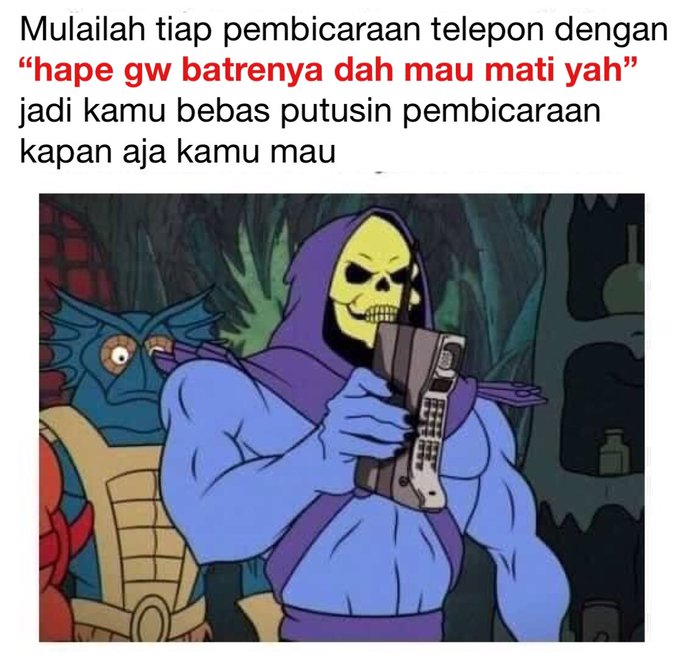 Mulailah tiap pembicaraan telepon dengan
“hape gw batrenya dah mau mati yah”
jadi kamu bebas putusin pembicaraan
kapan aja kamu mau